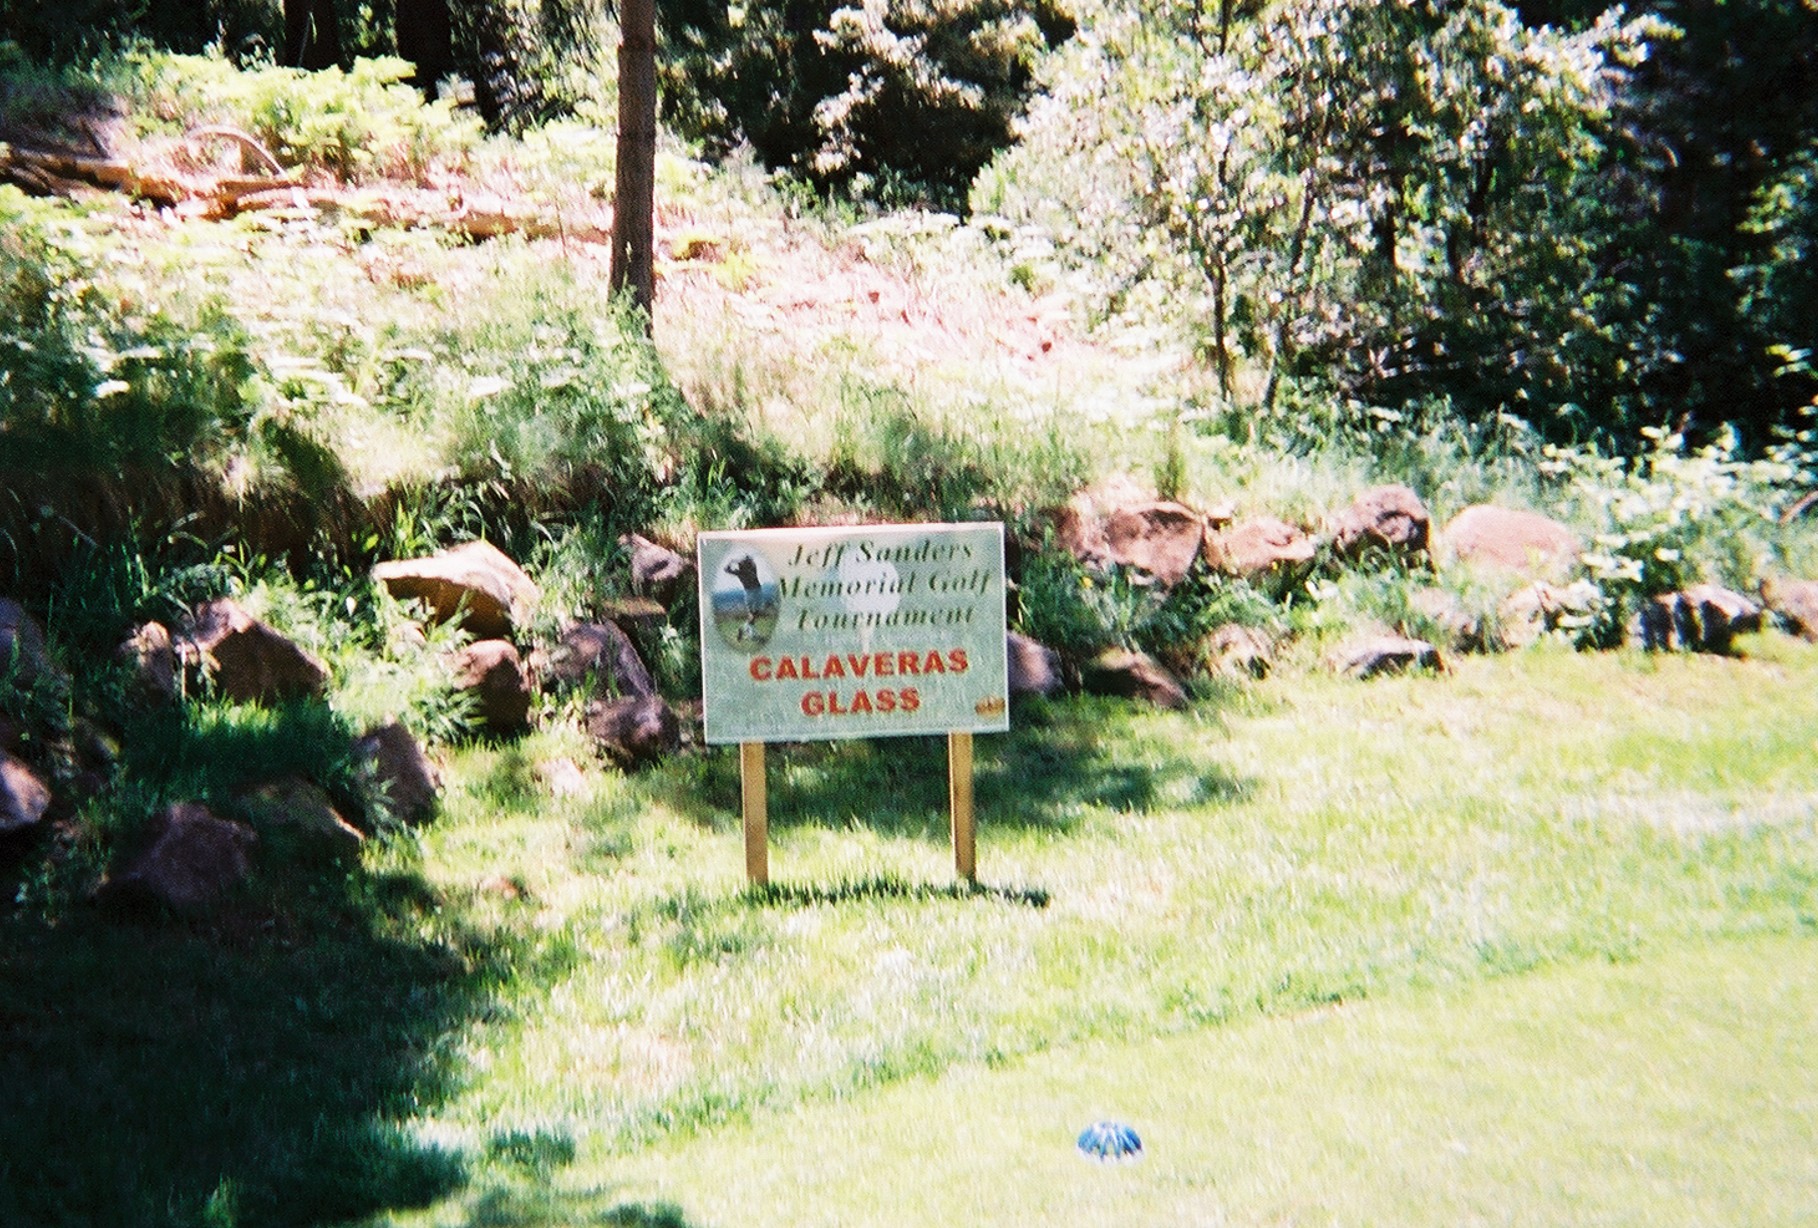 Jeff Sanders
Memorial Golf
Tournament
CALAVERAS
GLASS